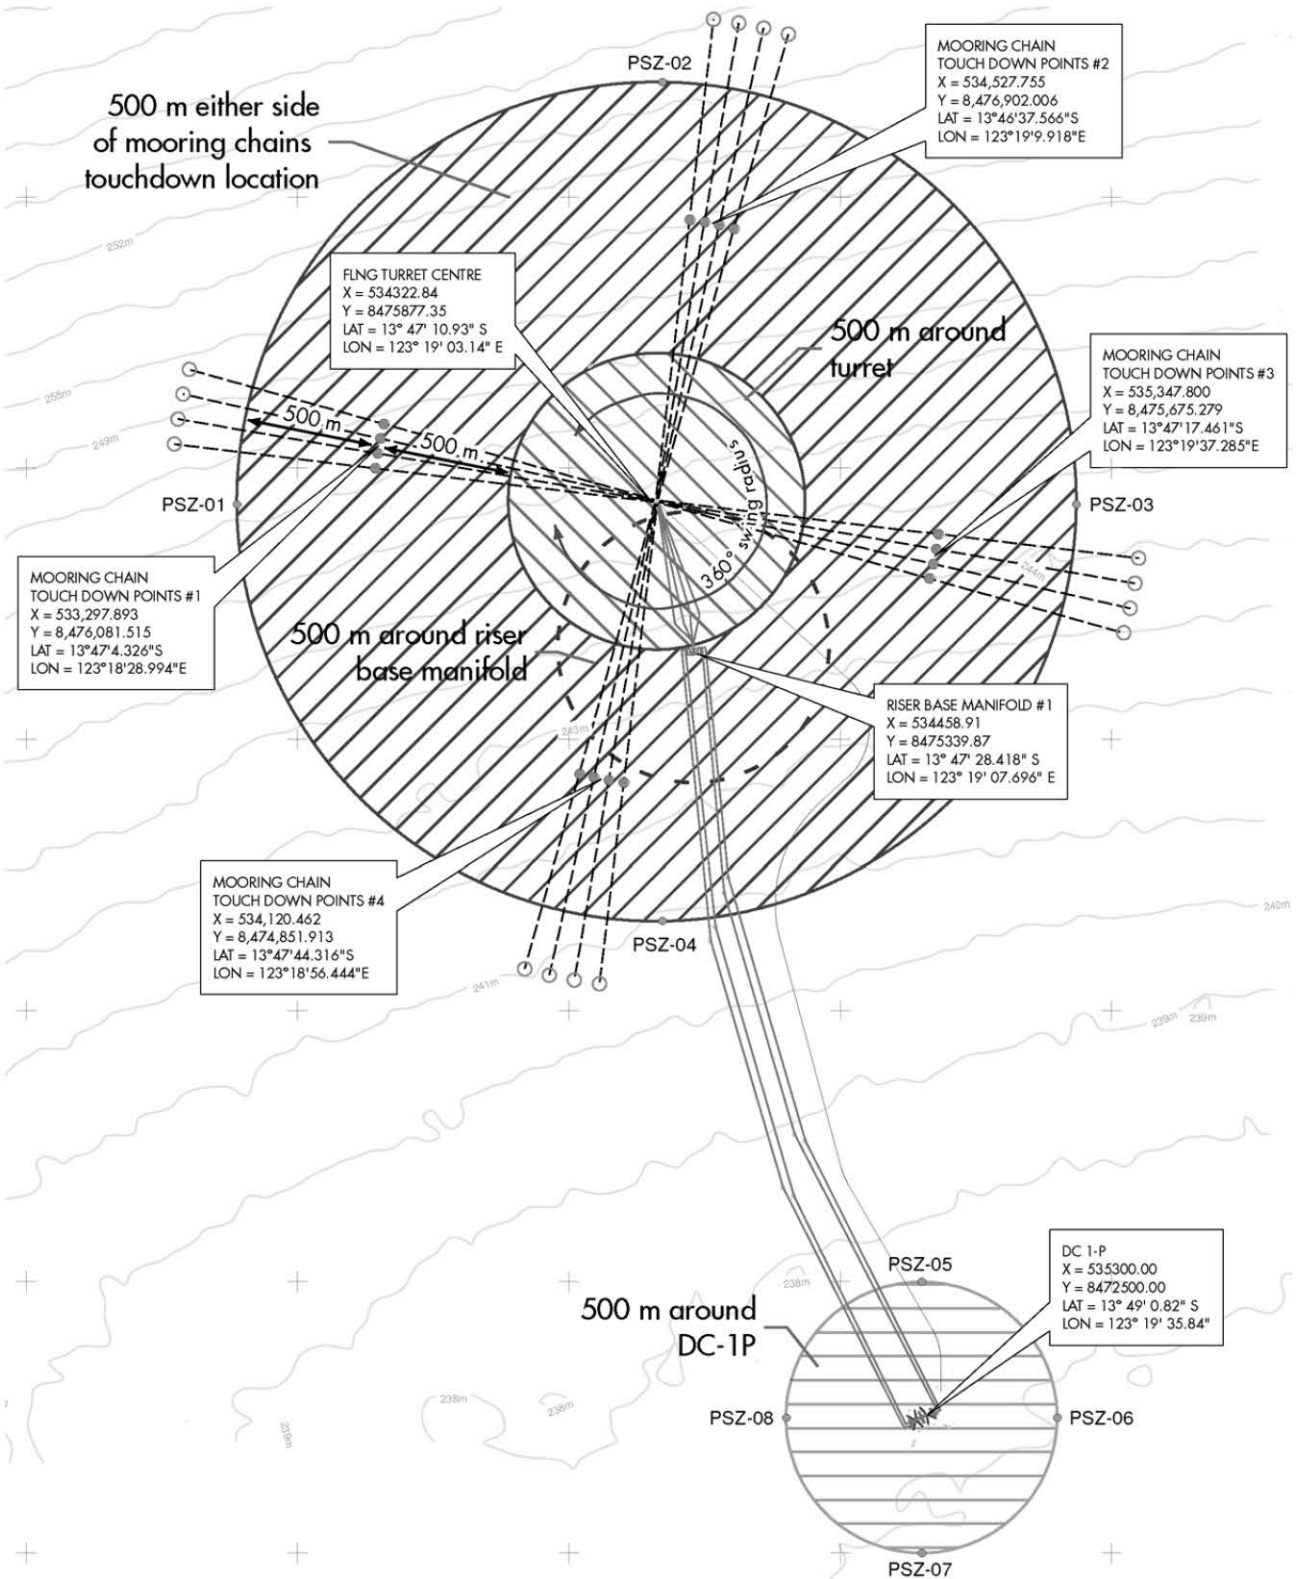 PSZ-02
MOORING CHAIN
TOUCH DOWN POINTS #2
X = 534,527.755
Y = 8,476,902.006
LAT = 13°46'37.566"S
LON = 123°19'9.918"E
500 m either side
of mooring chains
touchdown location
252m
FLNG TURRET CENTRE
X = 534322.84
Y = 8475877.35
LAT = 13° 47' 10.93" S
LON = 123° 19' 03.14" E
500 m around
turret
MOORING CHAIN
TOUCH DOWN POINTS #3
X = 535,347.800
Y = 8,475,675.279
LAT = 13°47'17.461"S
LON = 123°19'37.285"E
255m
249m
500 m
500 m
360° swing radius
PSZ-01
PSZ-03
244m
MOORING CHAIN
TOUCH DOWN POINTS #1
X = 533,297.893
Y = 8,476,081.515
LAT = 13°47'4.326"S
LON = 123°18'28.994"E
500 m around riser
base manifold
243m
RISER BASE MANIFOLD #1
X = 534458.91
Y = 8475339.87
LAT = 13° 47' 28.418" S
LON = 123° 19' 07.696" E
MOORING CHAIN
TOUCH DOWN POINTS #4
X = 534,120.462
Y = 8,474,851.913
LAT = 13°47'44.316"S
LON = 123°18'56.444"E
PSZ-04
240m
241m
239m
239m
PSZ-05
238m
DC 1-P
X = 535300.00
Y = 8472500.00
LAT = 13° 49' 0.82" S
LON = 123° 19' 35.84"
500 m around
DC-1P
238m
238m
239m
PSZ-08
PSZ-06
PSZ-07